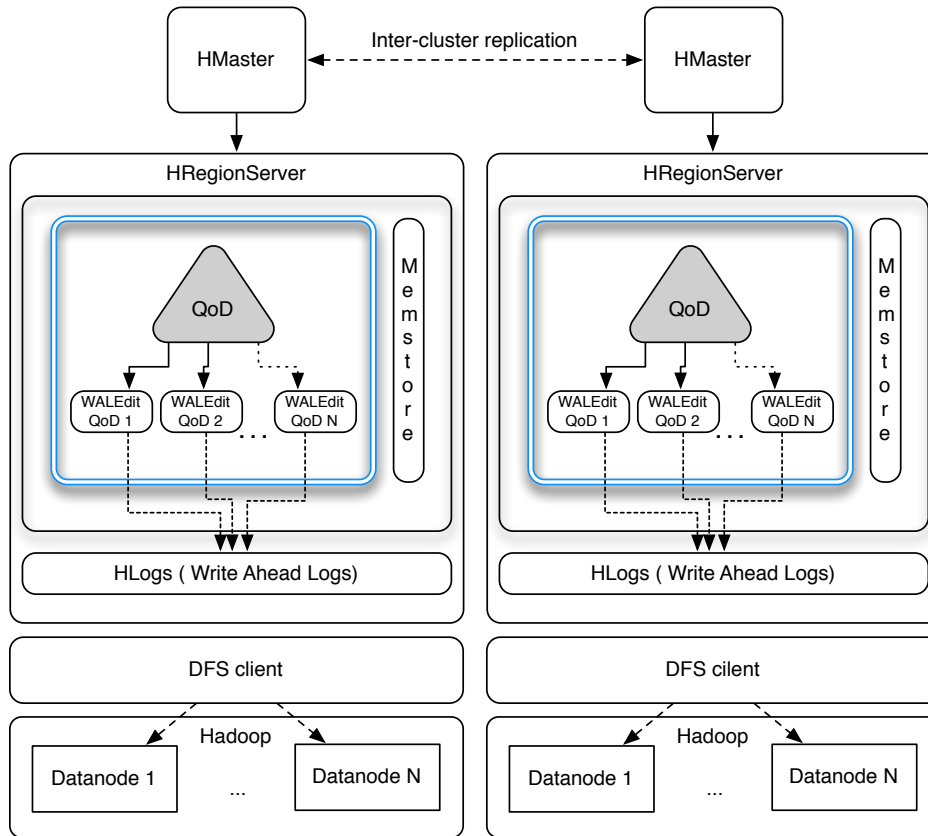 Inter-cluster replication
HMaster
HMaster
HRegionServer
QoD
WALEdit
QoD 1
WALEdit
QoD 2
. . .
WALEdit
QoD N
Memstore
HLogs ( Write Ahead Logs)
DFS client
Hadoop
Datanode 1
...
Datanode N
HRegionServer
QoD
WALEdit
QoD 1
WALEdit
QoD 2
...
WALEdit
QoD N
Memstore
HLogs ( Write Ahead Logs)
DFS cilent
Hadoop
Datanode 1
...
Datanode N